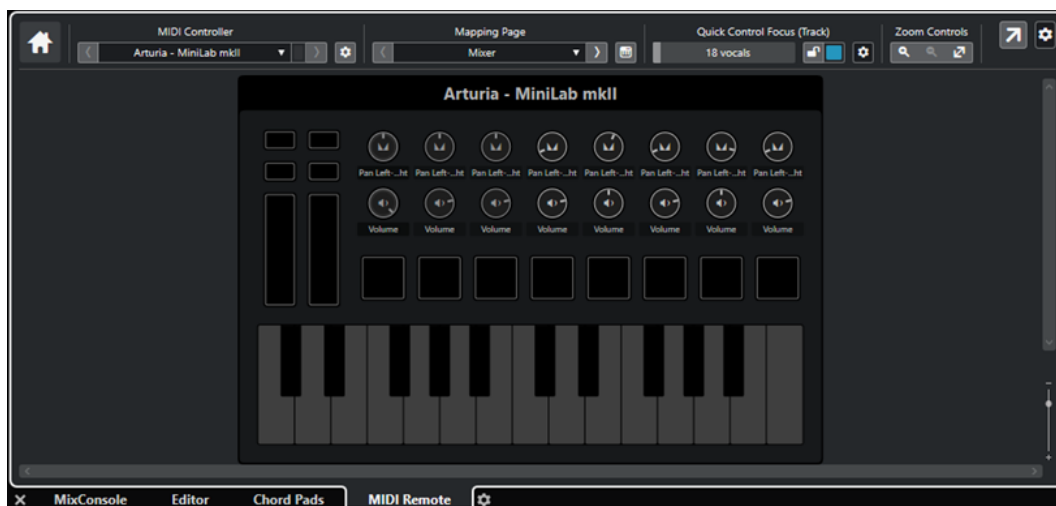 MIDI Controller
Mapping Page
Quick Control Focus (Track)
Zoom Controls
Arturia - MiniLab mkII
Mixer
18 vocals
Arturia - MiniLab mkII
Pan Left-...ht Pan Left-...ht Pan Left-...ht Pan Left-...ht Pan Left-...ht Pan Left-...ht Pan Left-...ht Pan Left-...ht
Volume Volume Volume Volume Volume Volume Volume Volume
MixConsole Editor Chord Pads MIDI Remote